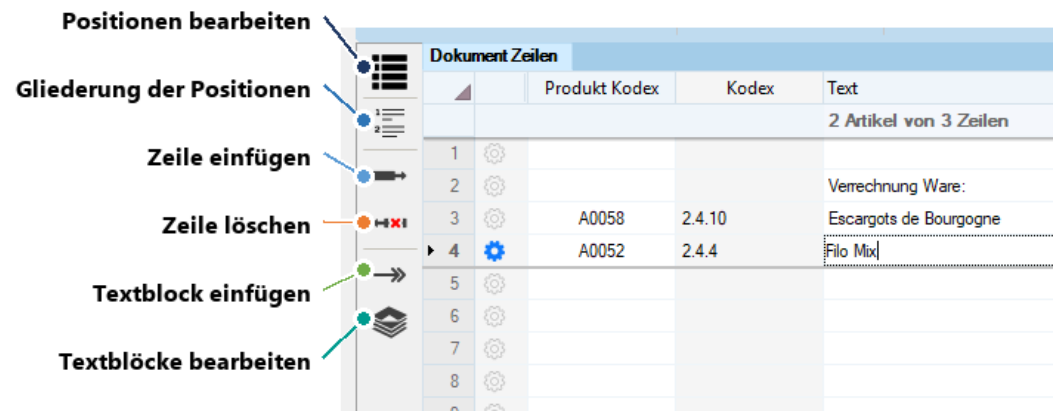 Positionen bearbeiten
Gliederung der Positionen
Zeile einfügen
Zeile löschen
Textblock einfügen
Textblöcke bearbeiten
Dokument Zeilen
Produkt Kodex Kodex Text
2 Artikel von 3 Zeilen
1
2 Verrechnung Ware:
3 A0058 2.4.10 Escargots de Bourgogne
4 A0052 2.4.4 Filo Mix
5
6
7
8